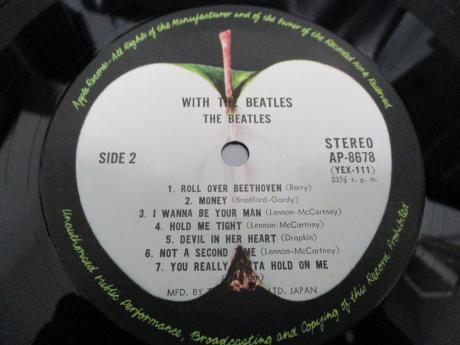 Apple Records-All Rights of the Manufacturer and of the Owner of the Recorded Work Reserved
WITH THE BEATLES
THE BEATLES
SIDE 2
STEREO
AP-8678
(YEX-111)
33⅓ r. p. m.
1. ROLL OVER BEETHOVEN (Berry)
2. MONEY (Bradford-Gordy)
3. I WANNA BE YOUR MAN (Lennon-McCartney)
4. HOLD ME TIGHT (Lennon-McCartney)
5. DEVIL IN HER HEART (Drapkin)
6. NOT A SECOND TIME (Lennon-McCartney)
7. YOU REALLY GOTTA HOLD ON ME
MFD. BY LTD. JAPAN
Unauthorised Public Performance, Broadcasting and Copying of this Record Prohibited